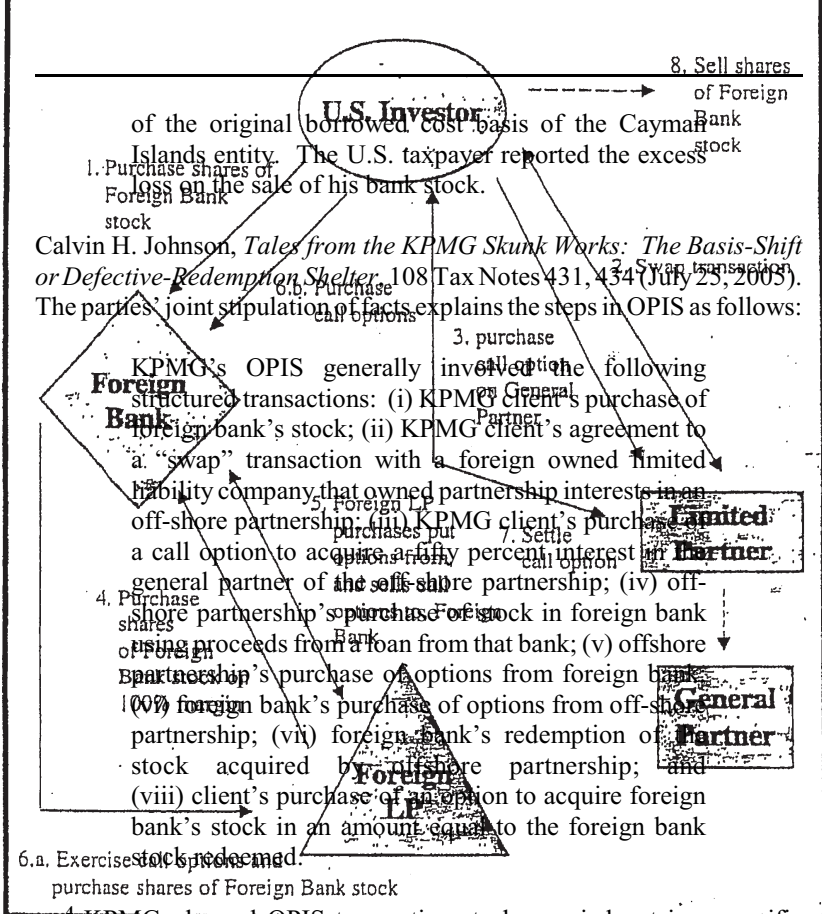 of the original borrowed cost basis of the Cayman
Islands entity. The U.S. taxpayer reported the excess
loss on the sale of his bank stock.
Calvin H. Johnson, Tales from the KPMG Skunk Works: The Basis-Shift
or Defective-Redemption Shelter, 108 Tax Notes 431, 434 (July 25, 2005).
The parties' joint stipulation of facts explains the steps in OPIS as follows:
KPMG's OPIS generally involved the following
structured transactions: (i) KPMG client's purchase of
foreign bank's stock; (ii) KPMG client's agreement to
a "swap" transaction with a foreign owned limited
liability company that owned partnership interests in an
off-shore partnership; (iii) KPMG client's purchase of
a call option to acquire a fifty percent interest in the
general partner of the off-shore partnership; (iv) off-
shore partnership's purchase of stock in foreign bank
using proceeds from a loan from that bank; (v) offshore
partnership's purchase of options from foreign bank;
(vi) foreign bank's purchase of options from off-shore
partnership; (vii) foreign bank's redemption of
stock acquired by offshore partnership; and
(viii) client's purchase of an option to acquire foreign
bank's stock in an amount equal to the foreign bank
stock redeemed.
U.S. Investor
8. Sell shares
of Foreign
Bank
stock
1. Purchase shares of
Foreign Bank
stock
2. Swap transaction
6.b. Purchase
call options
3. purchase
call option
on General
Partner
Foreign
Bank
Limited
Partner
5. Foreign LP
purchases put
options from,
and sells call
options to, Foreign
Bank
7. Settle
call option
4. Purchase
shares
of Foreign
Bank stock on
100% margin
General
Partner
Foreign
LP
6.a. Exercise call options and
purchase shares of Foreign Bank stock